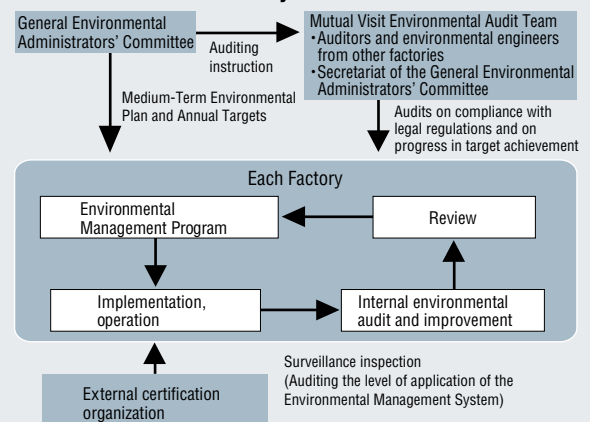 General Environmental
Administrators' Committee
Auditing
instruction
Mutual Visit Environmental Audit Team
・Auditors and environmental engineers
from other factories
・Secretariat of the General Environmental
Administrators' Committee
Medium-Term Environmental
Plan and Annual Targets
Audits on compliance with
legal regulations and on
progress in target achievement
Each Factory
Environmental
Management Program
Review
Implementation,
operation
Internal environmental
audit and improvement
External certification
organization
Surveillance inspection
(Auditing the level of application of the
Environmental Management System)